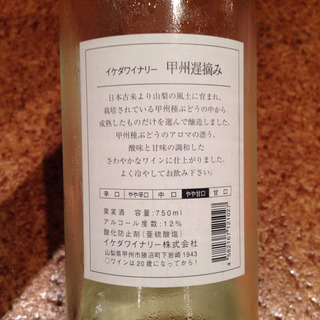 イケダワイナリー 甲州遅摘み
日本古来より山梨の風土に育まれ、
栽培されている甲州種ぶどうの中から
成熟したものだけを選んで醸造しました。
甲州種ぶどうのアロマの漂う、
酸味と甘味の調和した
さわやかなワインに仕上がりました。
よく冷やしてお飲み下さい。
辛口 やや辛口 中口 やや甘口 甘口
果実酒 容量:750ml
アルコール度数:12%
酸化防止剤(亜硫酸塩)
イケダワイナリー株式会社
山梨県甲州市勝沼町下岩崎1943
○ワインは20歳になってから!